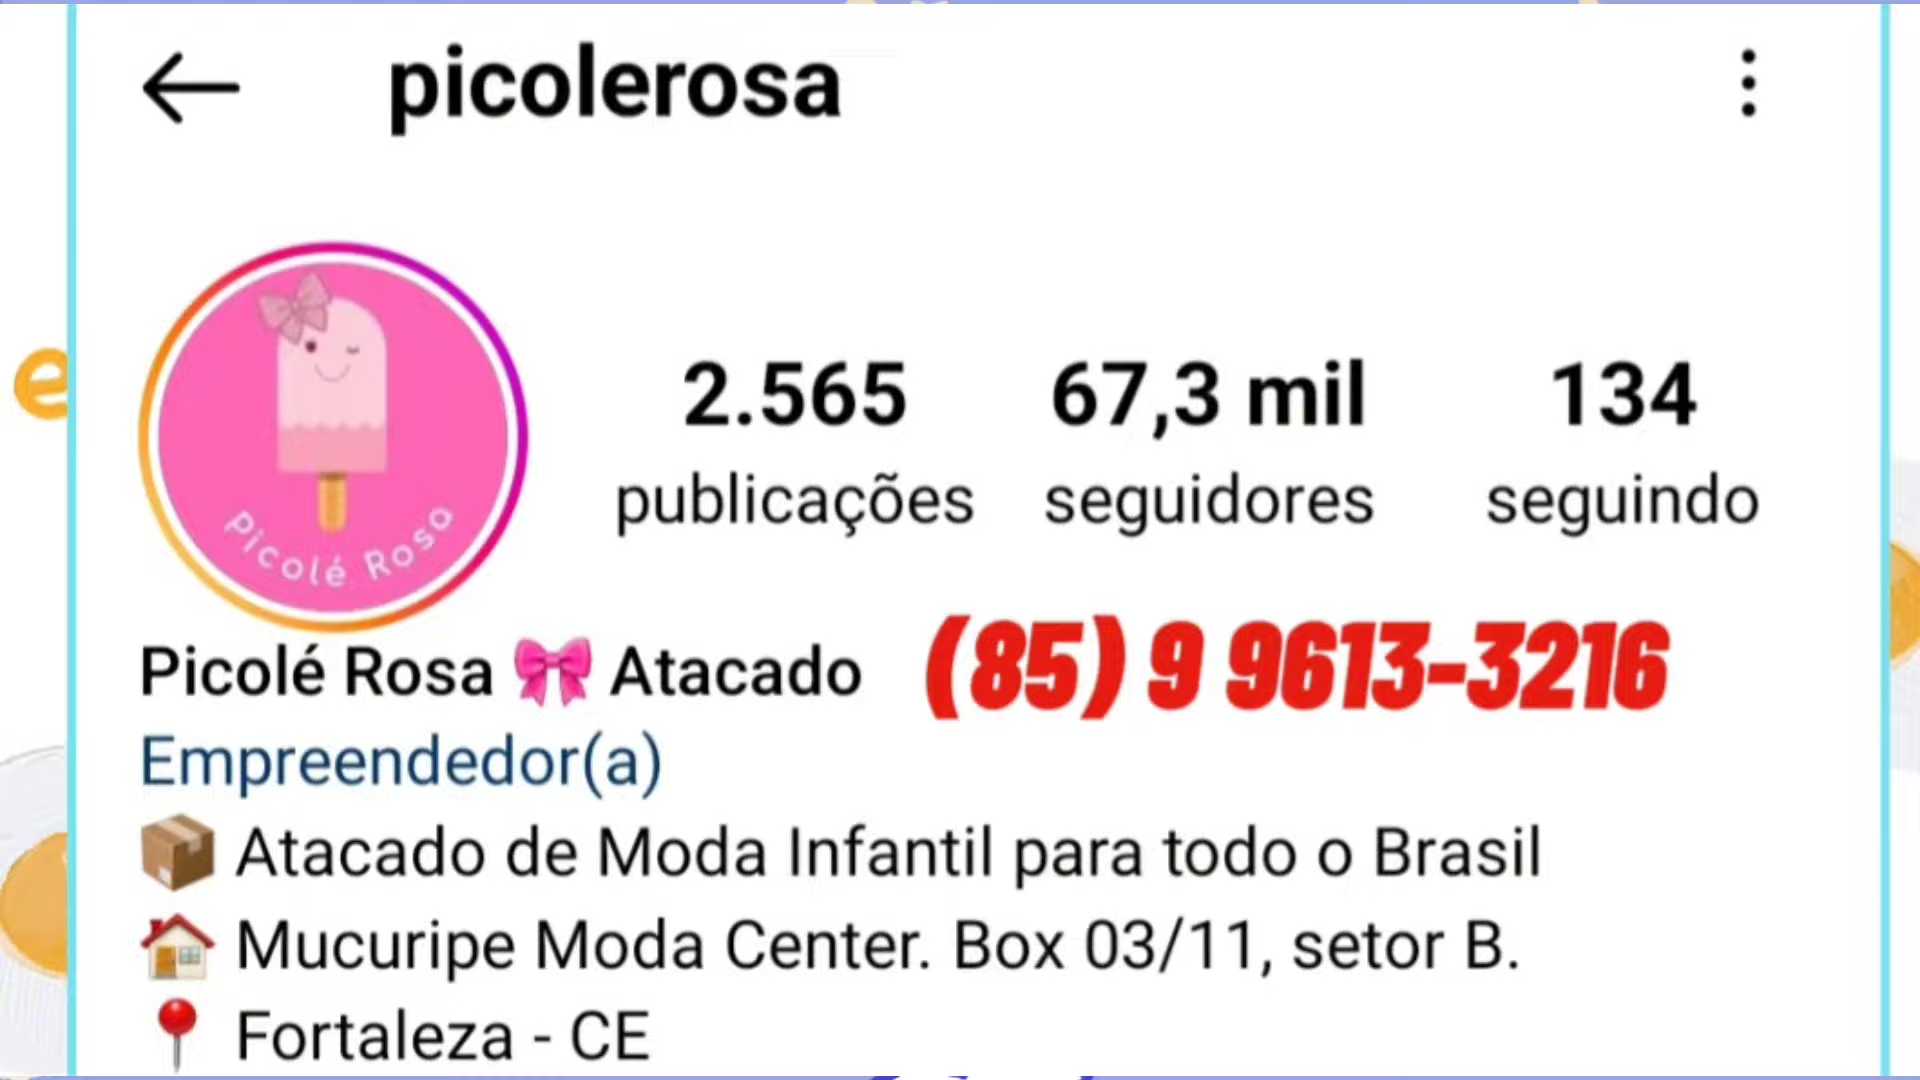 picolerosa
Picolé Rosa
2.565 67,3 mil 134
publicações seguidores seguindo
Picolé Rosa 🎀 Atacado (85) 9 9613-3216
Empreendedor(a)
📦 Atacado de Moda Infantil para todo o Brasil
🏠 Mucuripe Moda Center. Box 03/11, setor B.
📍 Fortaleza - CE